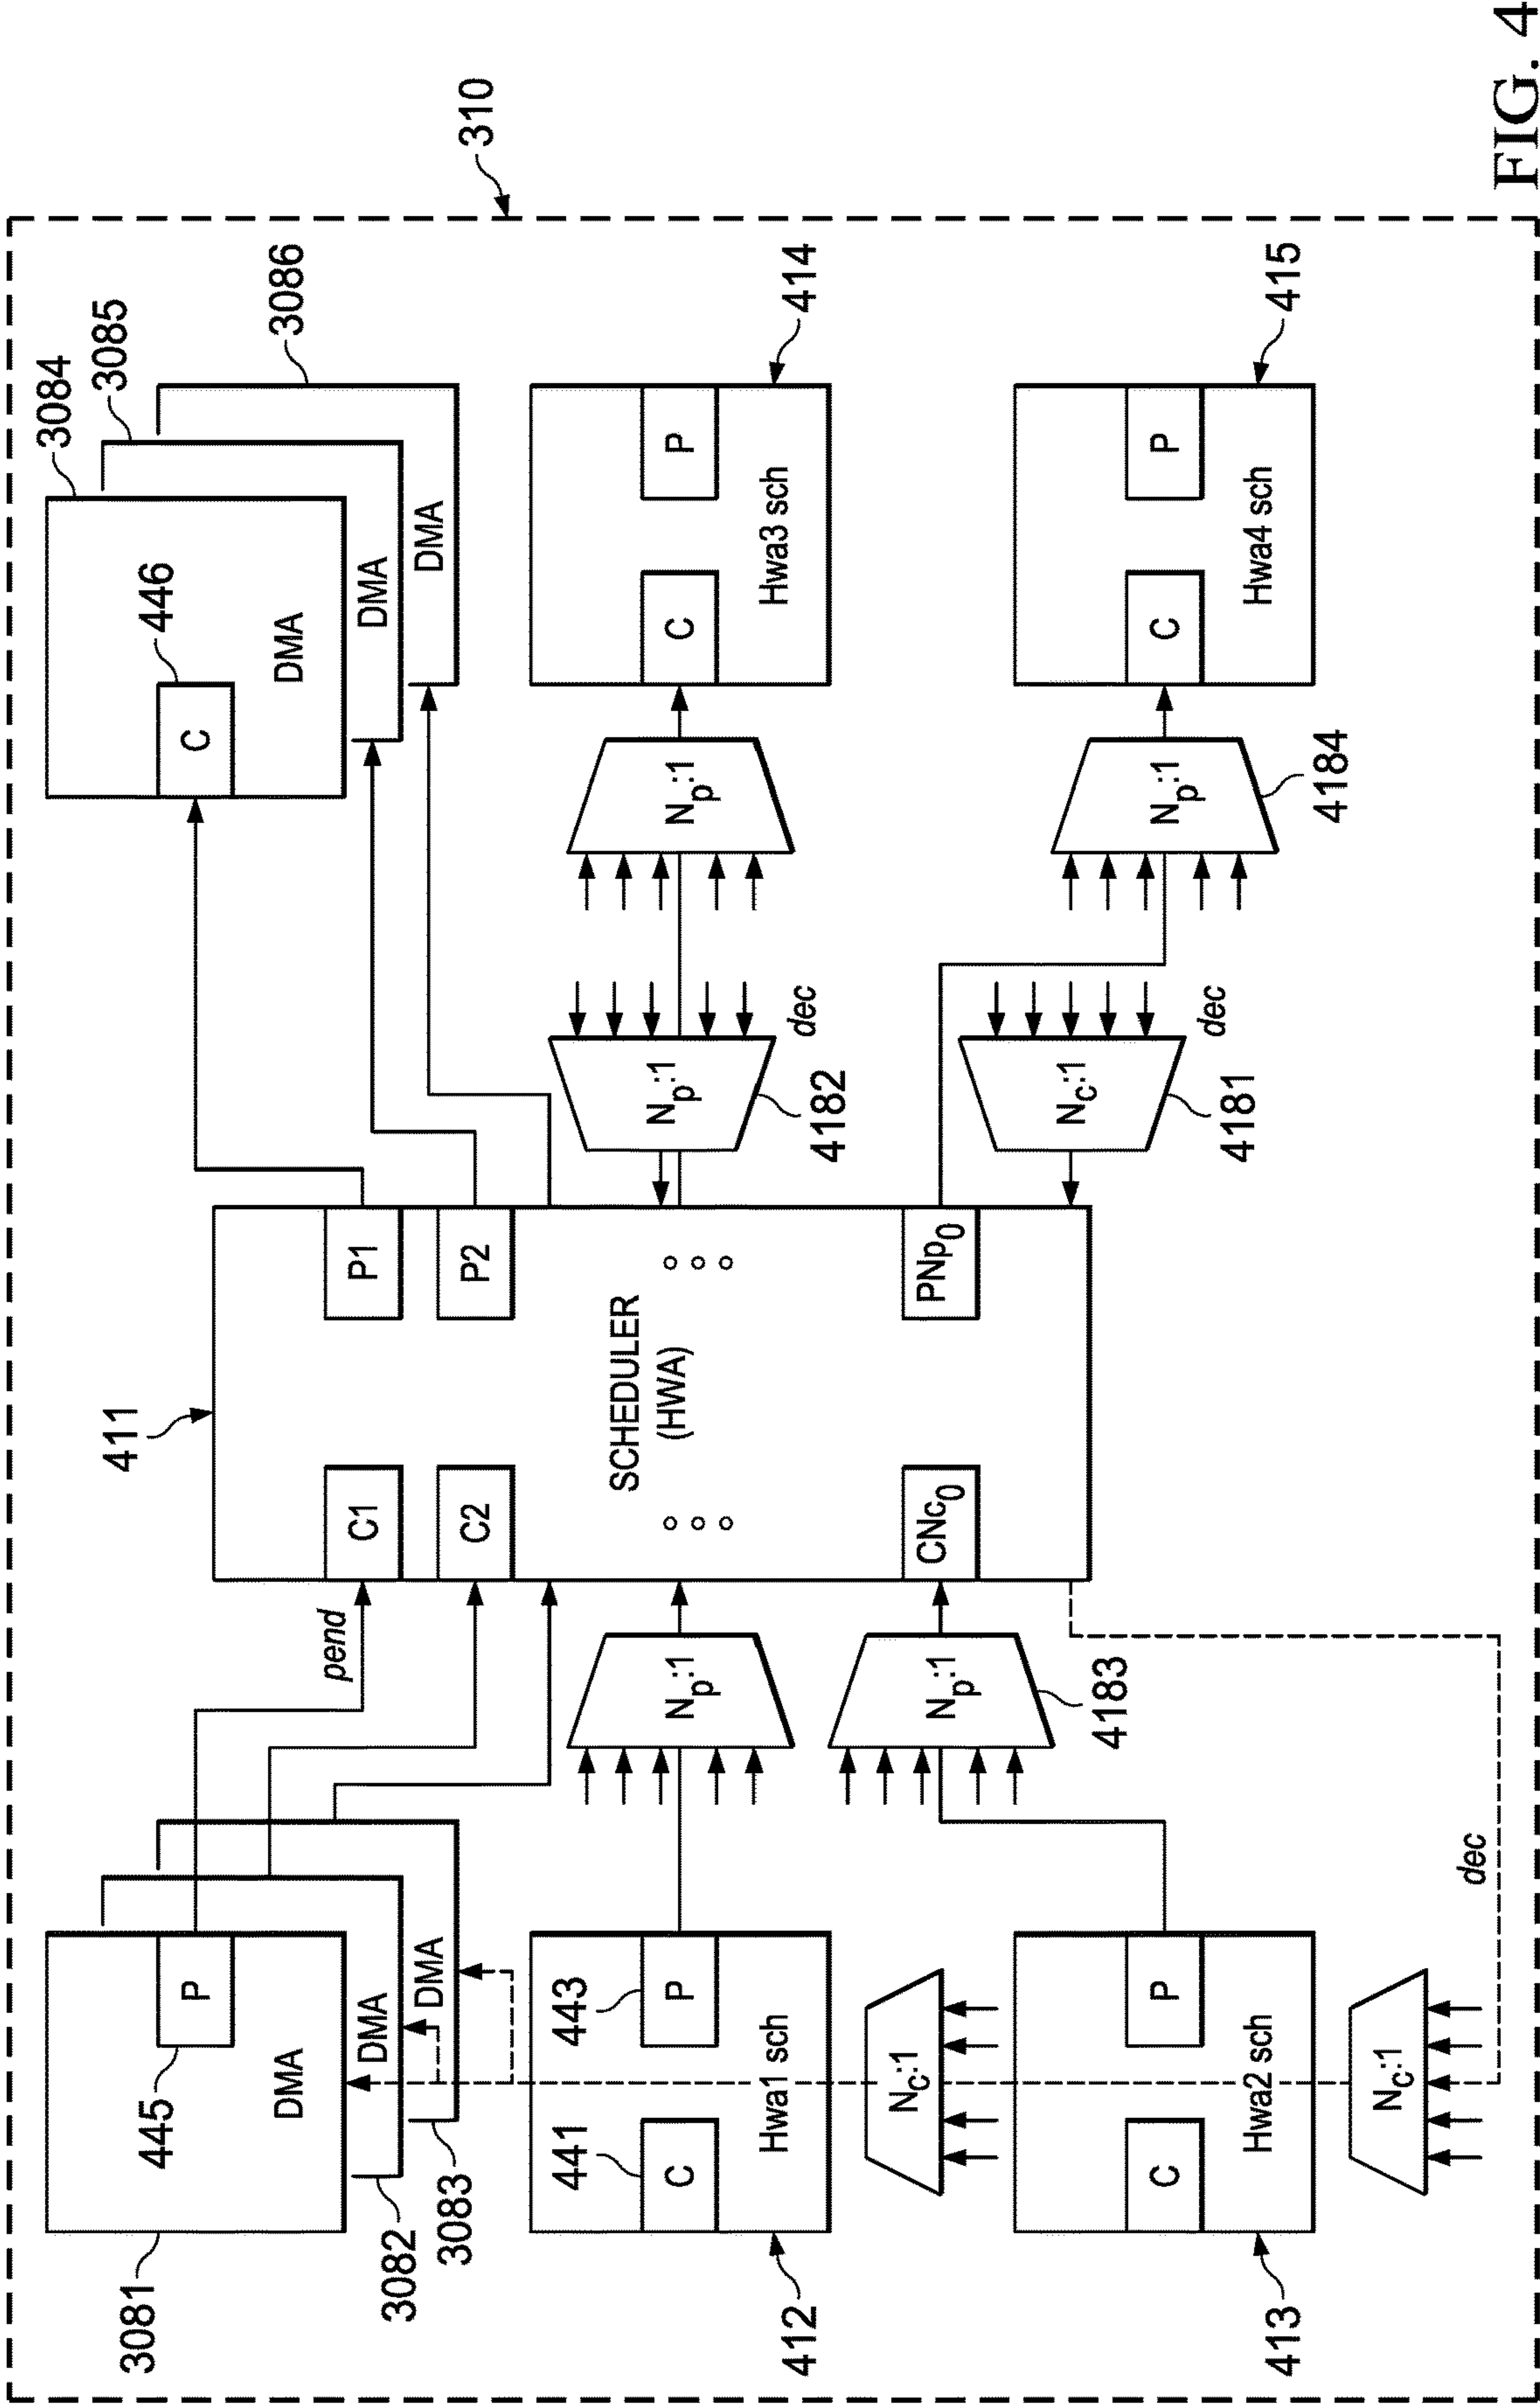 310
3081
445
P
DMA
3082
DMA
3083
DMA
pend
411
C1
P1
C2
P2
SCHEDULER
(HWA)
CNc0
PNp0
3084
446
C
DMA
3085
DMA
3086
DMA
412
441
C
443
P
Hwa1 sch
Np:1
Np:1
dec
4182
Np:1
C
P
Hwa3 sch
414
Nc:1
Np:1
4183
413
C
P
Hwa2 sch
Nc:1
dec
Nc:1
dec
4181
Np:1
4184
C
P
Hwa4 sch
415
FIG. 4